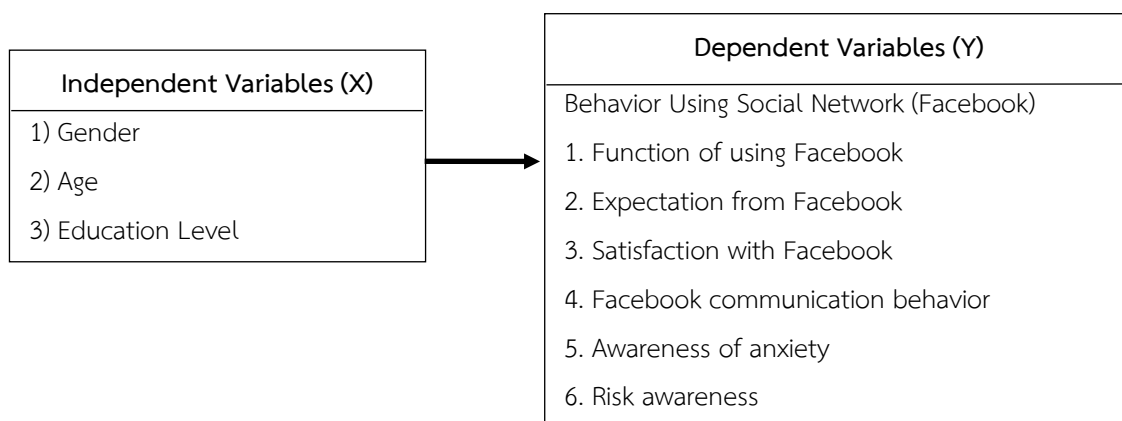 Independent Variables (X)
1) Gender
2) Age
3) Education Level
Dependent Variables (Y)
Behavior Using Social Network (Facebook)
1. Function of using Facebook
2. Expectation from Facebook
3. Satisfaction with Facebook
4. Facebook communication behavior
5. Awareness of anxiety
6. Risk awareness